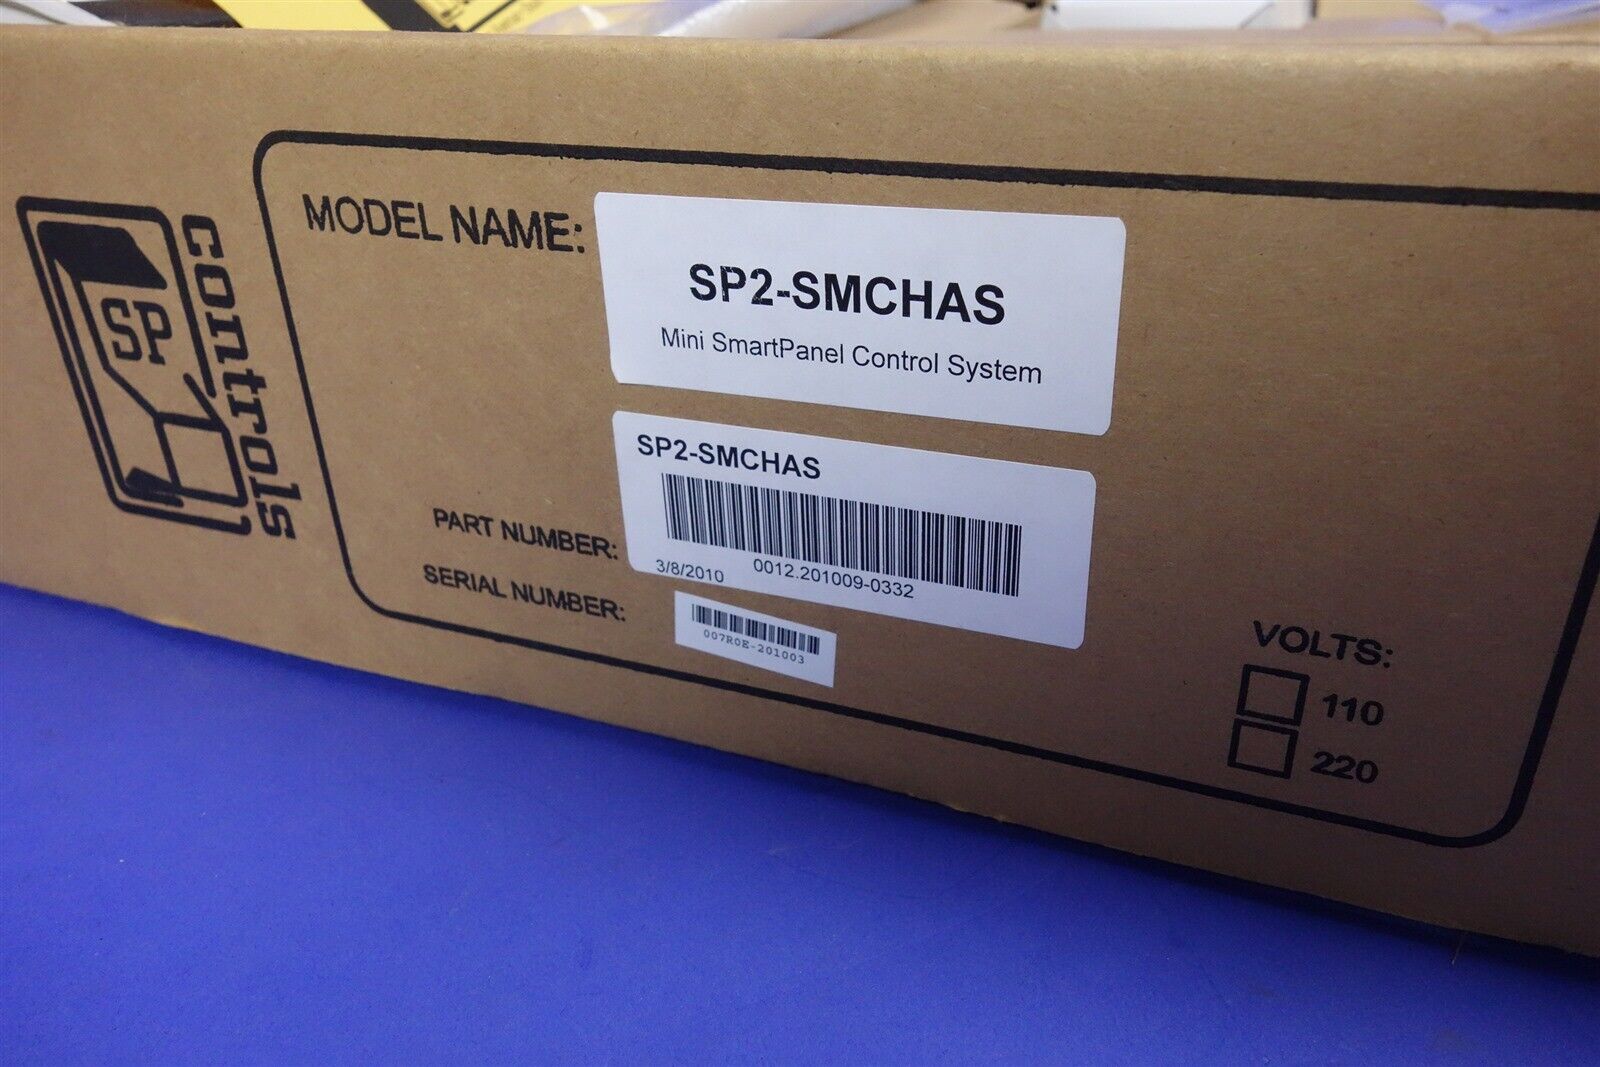 SP
controls
MODEL NAME:
SP2-SMCHAS
Mini SmartPanel Control System
SP2-SMCHAS
PART NUMBER:
3/8/2010 0012.201009-0332
SERIAL NUMBER:
007R0E-201003
VOLTS:
110
220